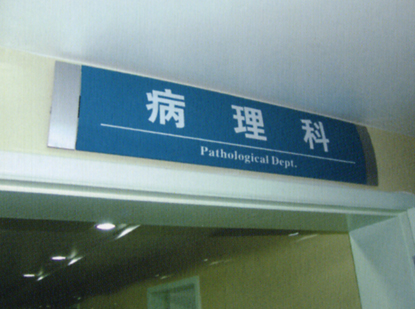 病理科
Pathological Dept.